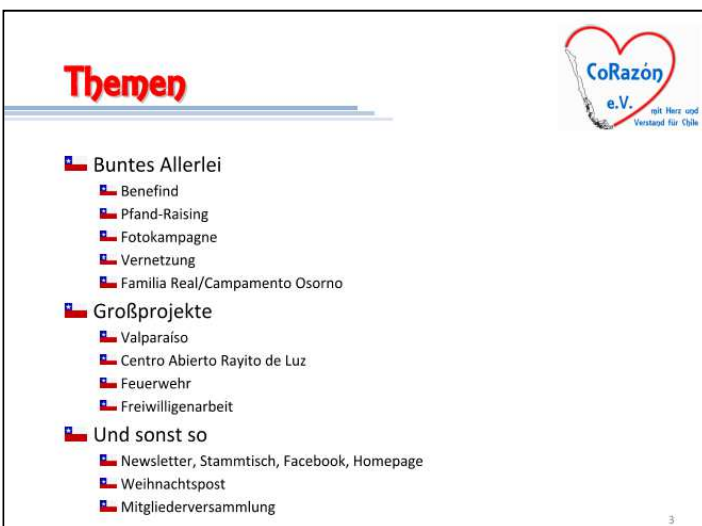 Themen
CoRazón
e.V.
mit Herz und
Verstand für Chile
Buntes Allerlei
Benefind
Pfand-Raising
Fotokampagne
Vernetzung
Familia Real/Campamento Osorno
Großprojekte
Valparaíso
Centro Abierto Rayito de Luz
Feuerwehr
Freiwilligenarbeit
Und sonst so
Newsletter, Stammtisch, Facebook, Homepage
Weihnachtspost
Mitgliederversammlung
3